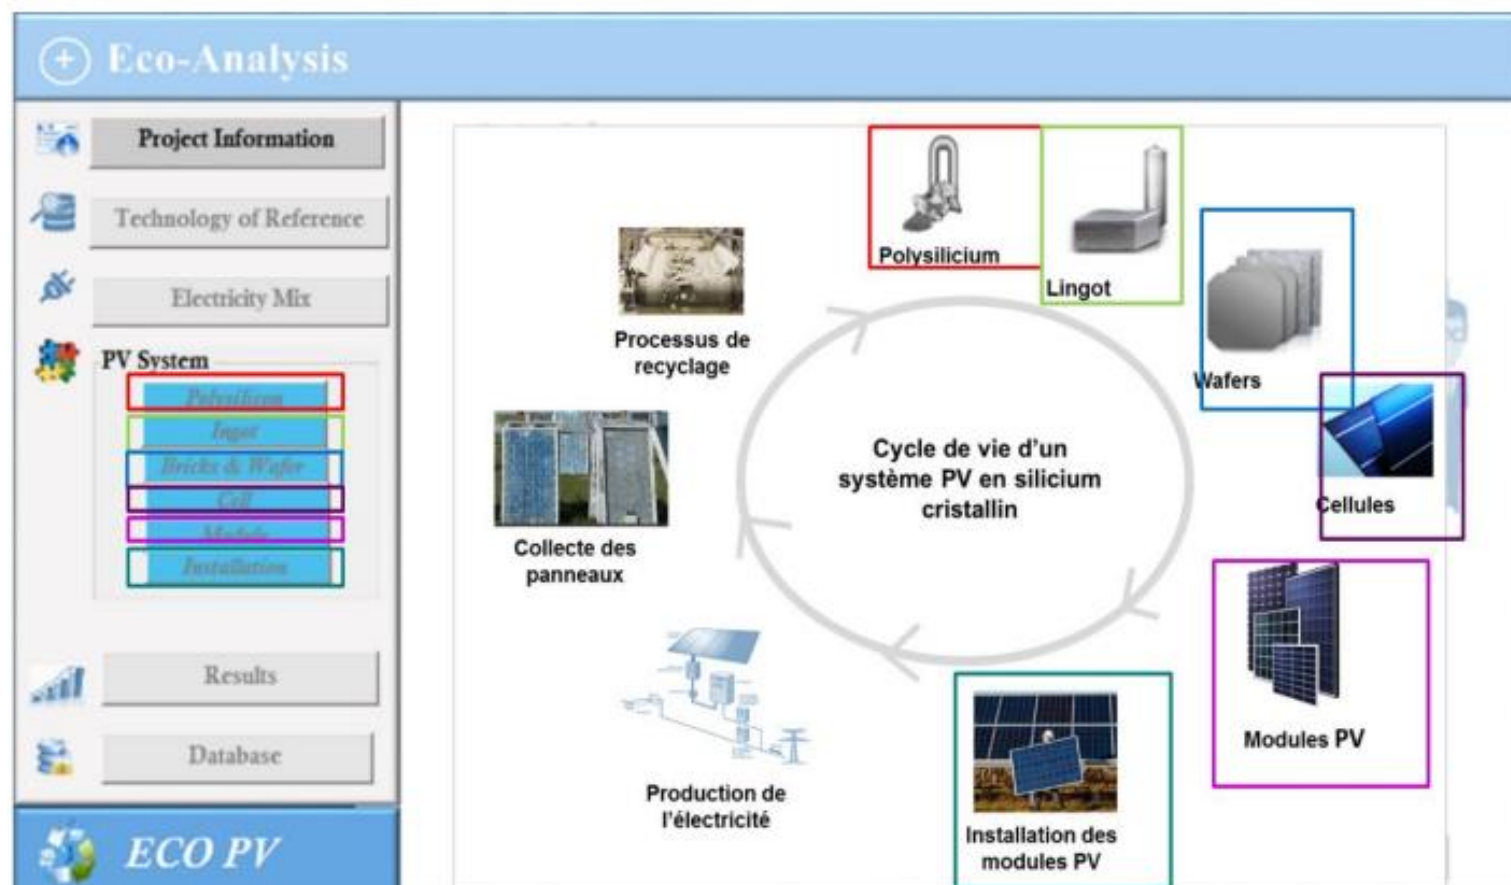 Eco-Analysis
Project Information
Technology of Reference
Electricity Mix
PV System
Polysilicon
Ingot
Bricks & Wafer
Cell
Module
Installation
Results
Database
ECO PV
Polysilicium
Lingot
Wafers
Cellules
Modules PV
Installation des
modules PV
Production de
l'électricité
Collecte des
panneaux
Processus de
recyclage
Cycle de vie d'un
système PV en silicium
cristallin